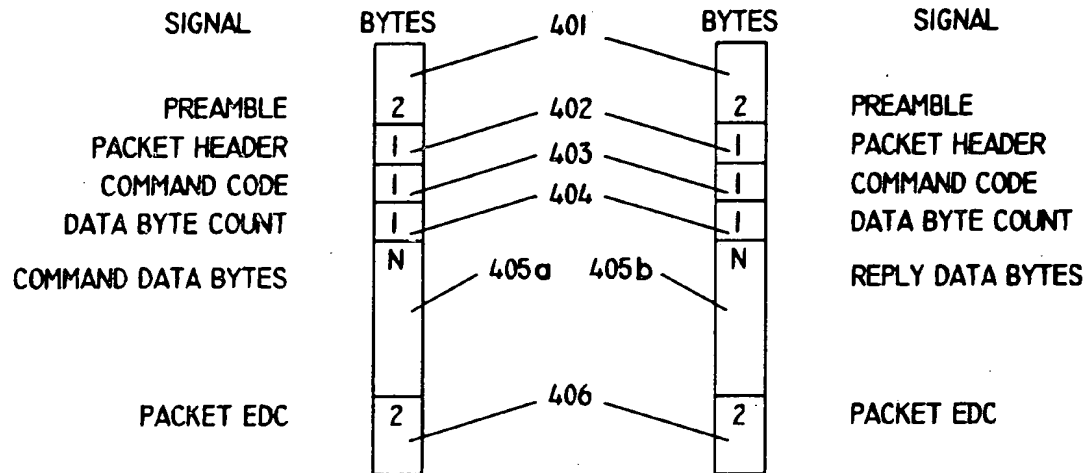 SIGNAL BYTES 401 BYTES SIGNAL
PREAMBLE 2 2 PREAMBLE
PACKET HEADER 1 402 1 PACKET HEADER
COMMAND CODE 1 403 1 COMMAND CODE
DATA BYTE COUNT 1 404 1 DATA BYTE COUNT
COMMAND DATA BYTES N 405a 405b N REPLY DATA BYTES
PACKET EDC 2 406 2 PACKET EDC